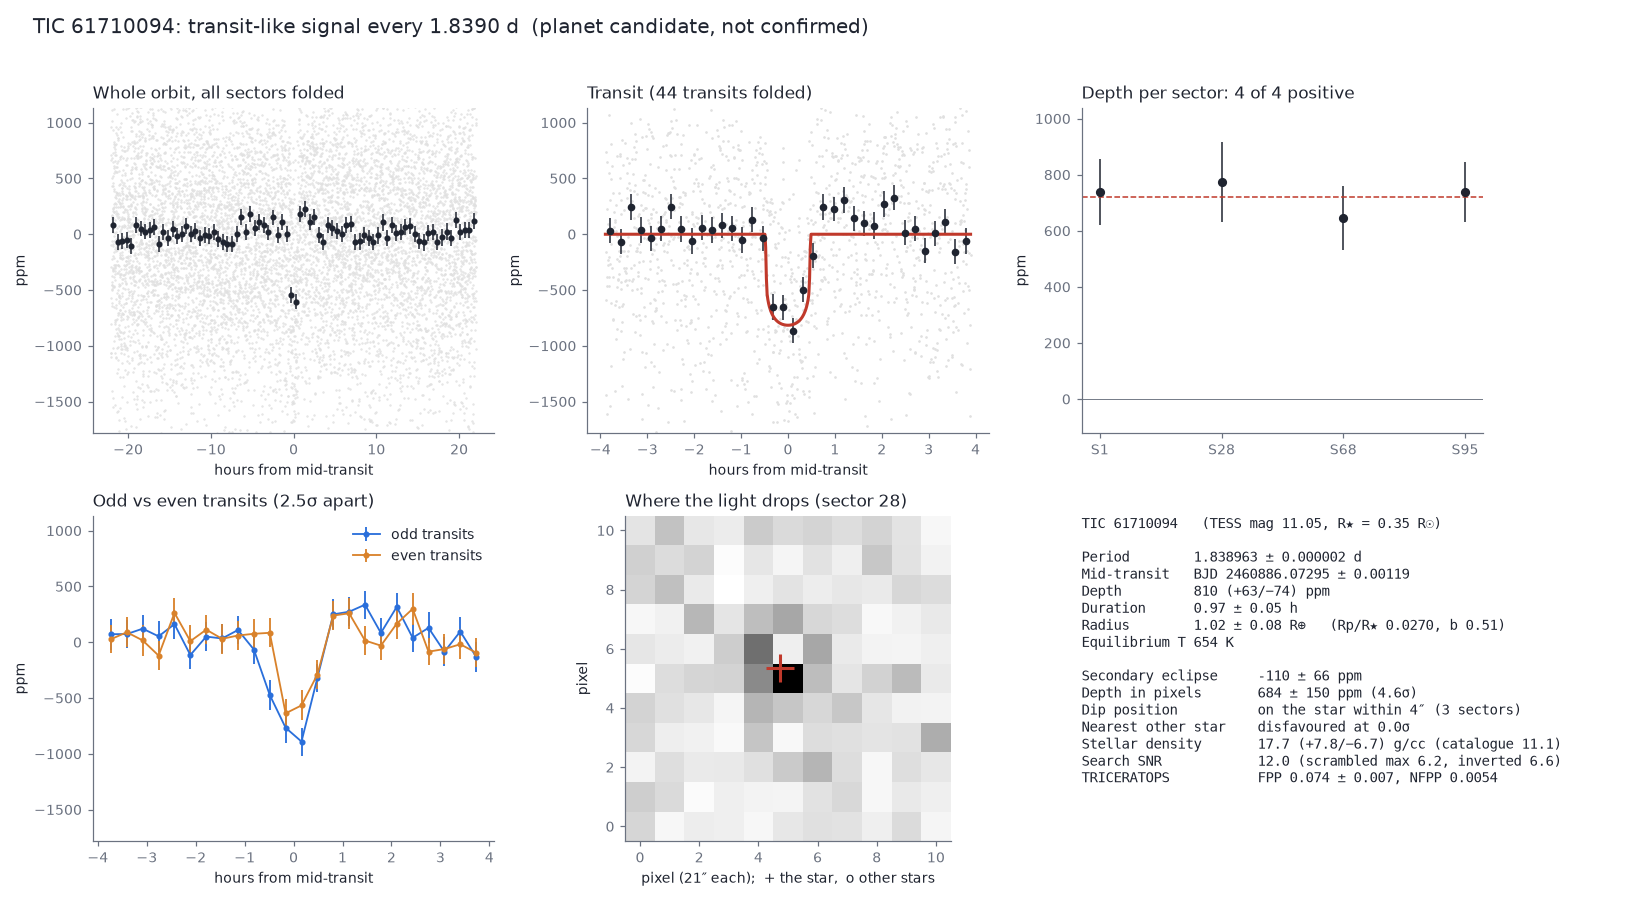 TIC 61710094: transit-like signal every 1.8390 d  (planet candidate, not confirmed)
Whole orbit, all sectors folded
1000
500
0
−500
−1000
−1500
ppm
−20
−10
0
10
20
hours from mid-transit
Transit (44 transits folded)
1000
500
0
−500
−1000
−1500
ppm
−4
−3
−2
−1
0
1
2
3
4
hours from mid-transit
Depth per sector: 4 of 4 positive
1000
800
600
400
200
0
ppm
S1
S28
S68
S95
Odd vs even transits (2.5σ apart)
odd transits
even transits
1000
500
0
−500
−1000
−1500
ppm
−4
−3
−2
−1
0
1
2
3
4
hours from mid-transit
Where the light drops (sector 28)
10
8
6
4
2
0
pixel
0
2
4
6
8
10
pixel (21″ each);  + the star,  o other stars
TIC 61710094   (TESS mag 11.05, R★ = 0.35 R☉)
Period        1.838963 ± 0.000002 d
Mid-transit   BJD 2460886.07295 ± 0.00119
Depth         810 (+63/−74) ppm
Duration      0.97 ± 0.05 h
Radius        1.02 ± 0.08 R⊕   (Rp/R★ 0.0270, b 0.51)
Equilibrium T 654 K
Secondary eclipse     -110 ± 66 ppm
Depth in pixels       684 ± 150 ppm (4.6σ)
Dip position          on the star within 4″ (3 sectors)
Nearest other star    disfavoured at 0.0σ
Stellar density       17.7 (+7.8/−6.7) g/cc (catalogue 11.1)
Search SNR            12.0 (scrambled max 6.2, inverted 6.6)
TRICERATOPS           FPP 0.074 ± 0.007, NFPP 0.0054